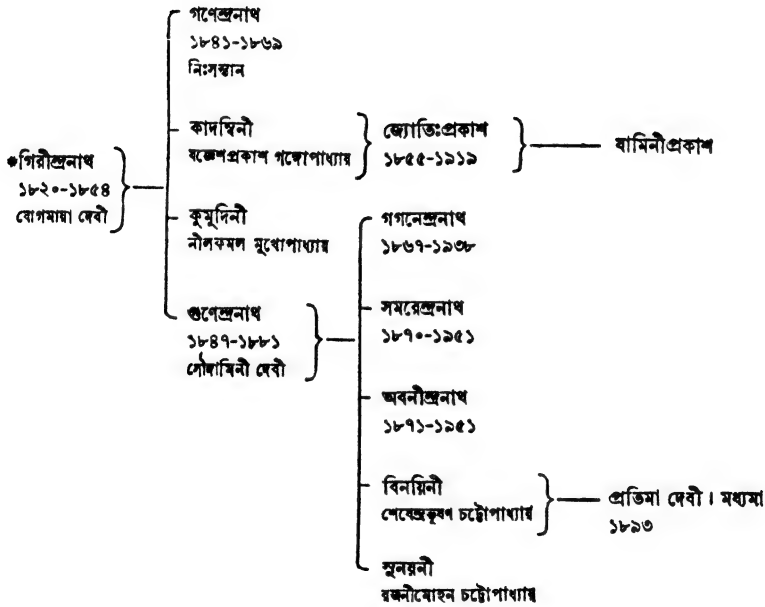 গণেন্দ্রনাথ
১৮৪১-১৮৬৯
নিঃসন্তান
কাদম্বিনী
যজ্ঞেশপ্রকাশ গঙ্গোপাধ্যায়
জ্যোতিঃপ্রকাশ
১৮৫৫-১৯১৯
যামিনীপ্রকাশ
*গিরীন্দ্রনাথ
১৮২০-১৮৫৪
যোগমায়া দেবী
কুমুদিনী
নীলকমল মুখোপাধ্যায়
গুণেন্দ্রনাথ
১৮৪৭-১৮৮১
সৌদামিনী দেবী
গগনেন্দ্রনাথ
১৮৬৭-১৯৩৮
সমরেন্দ্রনাথ
১৮৭০-১৯৫১
অবনীন্দ্রনাথ
১৮৭১-১৯৫১
বিনয়িনী
শেষেন্দ্রভূষণ চট্টোপাধ্যায়
প্রতিমা দেবী। মধ্যমা
১৮৯৩
সুনয়নী
রজনীমোহন চট্টোপাধ্যায়